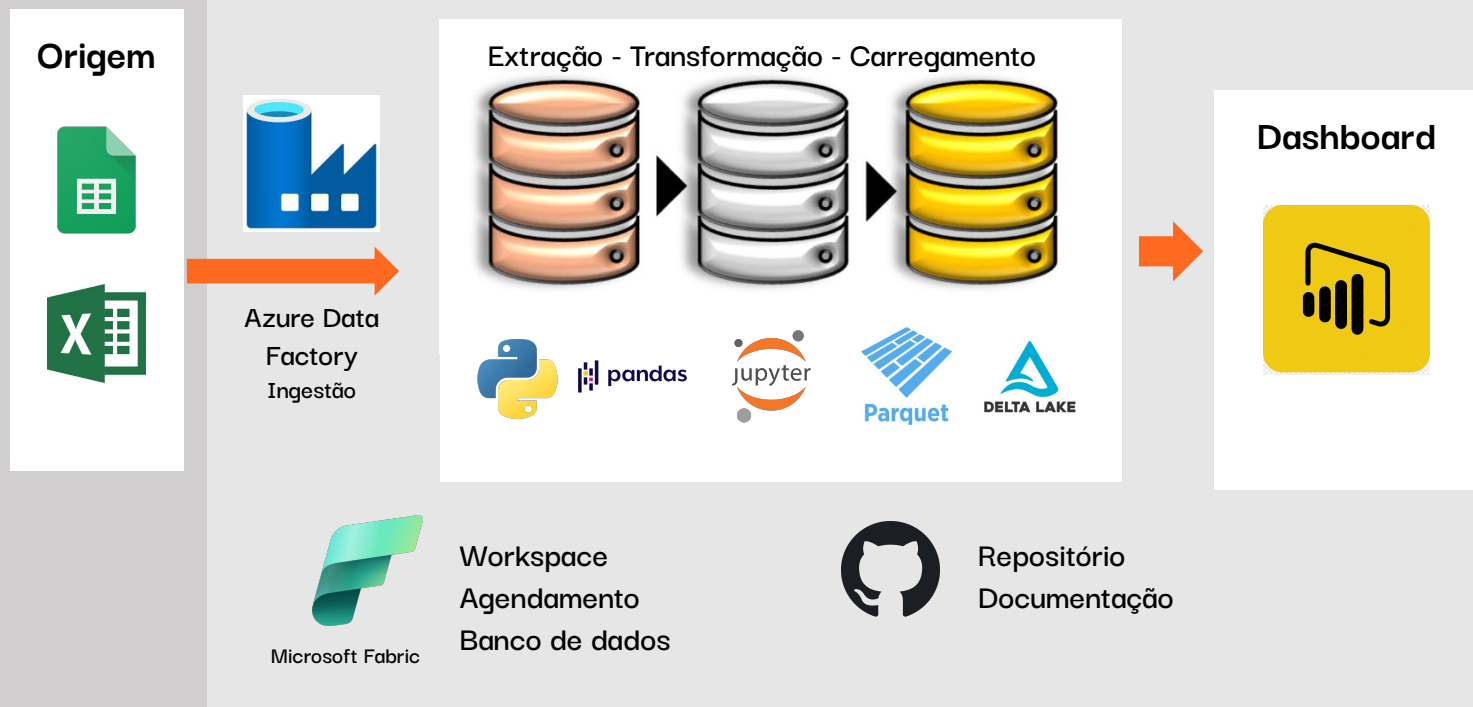 Origem
X
Azure Data
Factory
Ingestão
Extração - Transformação - Carregamento
pandas
jupyter
Parquet
DELTA LAKE
Dashboard
Microsoft Fabric
Workspace
Agendamento
Banco de dados
Repositório
Documentação